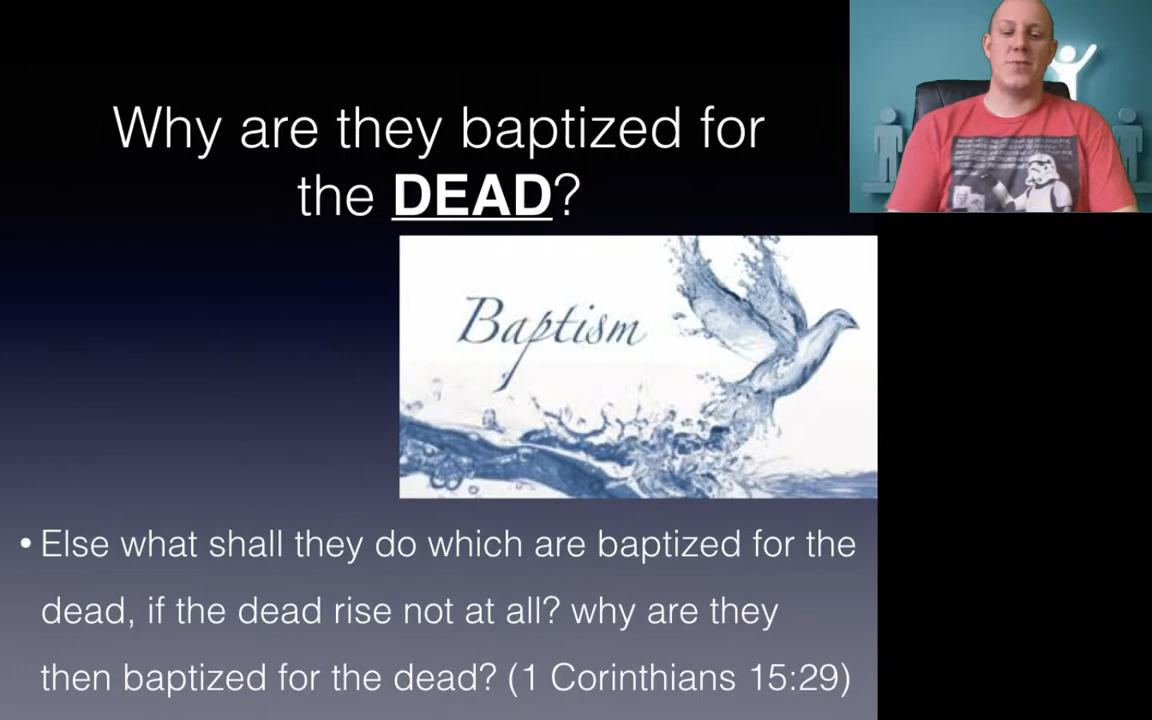 Why are they baptized for
the DEAD?
Baptism
• Else what shall they do which are baptized for the
dead, if the dead rise not at all? why are they
then baptized for the dead? (1 Corinthians 15:29)